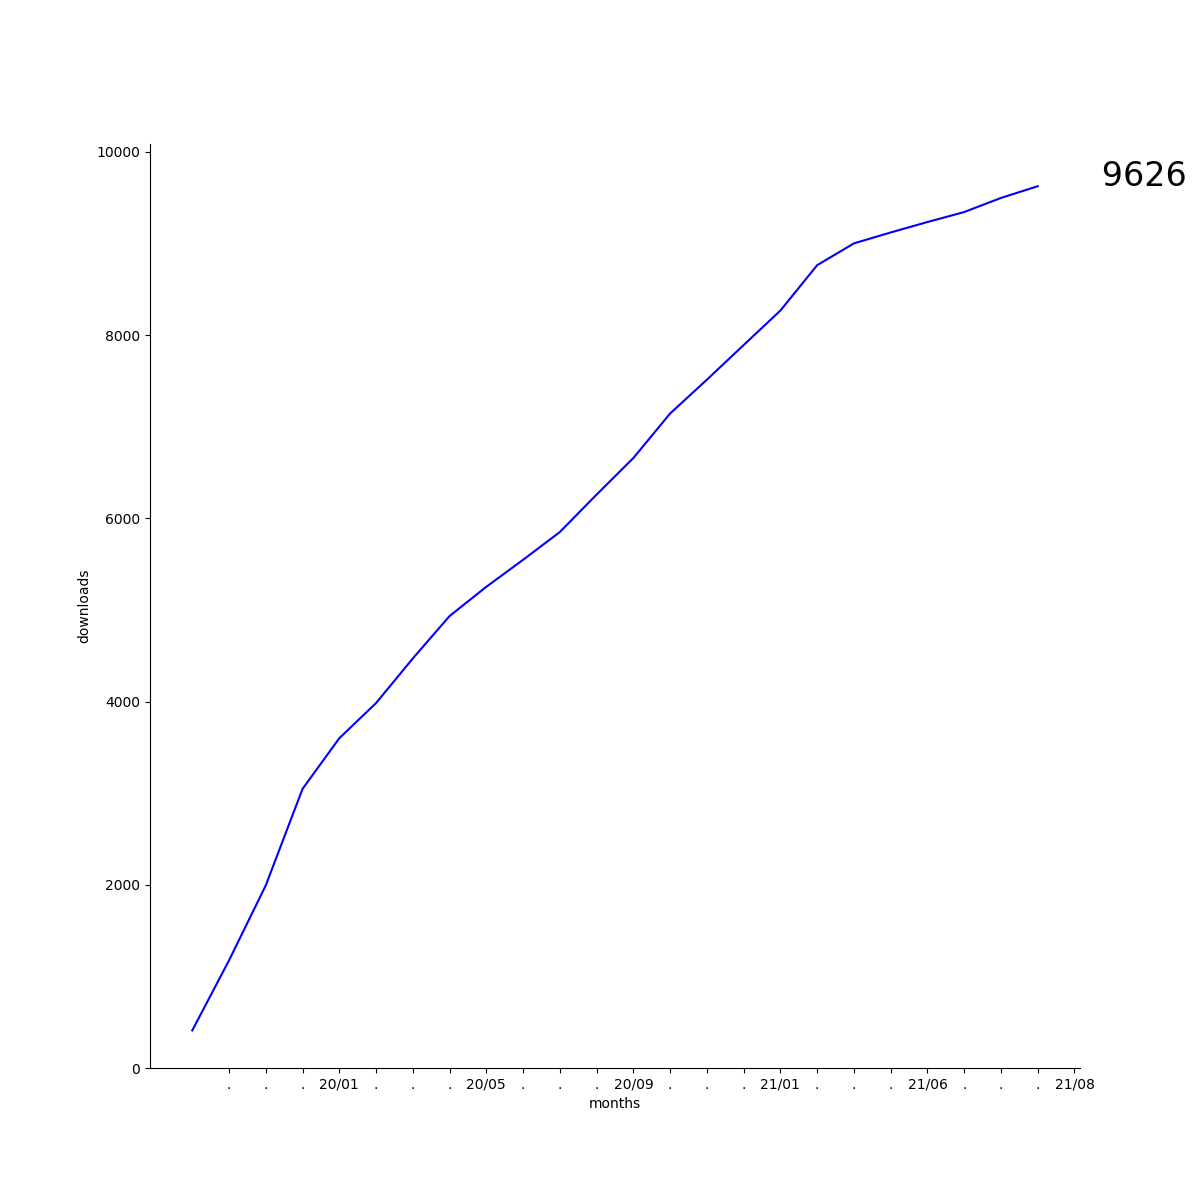 10000
9626
8000
6000
downloads
4000
2000
0
. . . 20/01 . . . 20/05 . . . 20/09 . . . 21/01 . . . 21/06 . . . 21/08
months